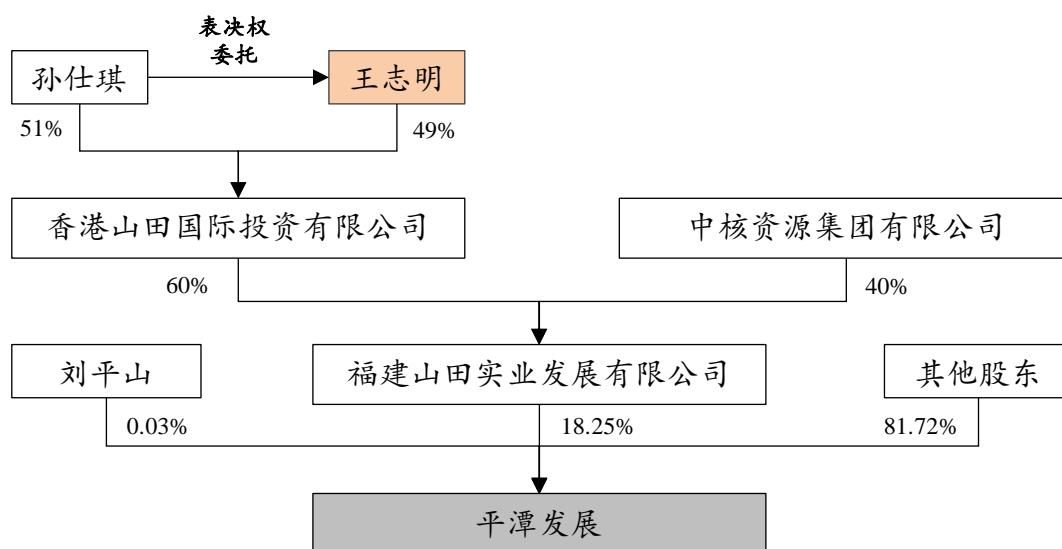 表决权
委托
孙仕琪
王志明
51%
49%
香港山田国际投资有限公司
中核资源集团有限公司
60%
40%
刘平山
福建山田实业发展有限公司
其他股东
0.03%
18.25%
81.72%
平潭发展